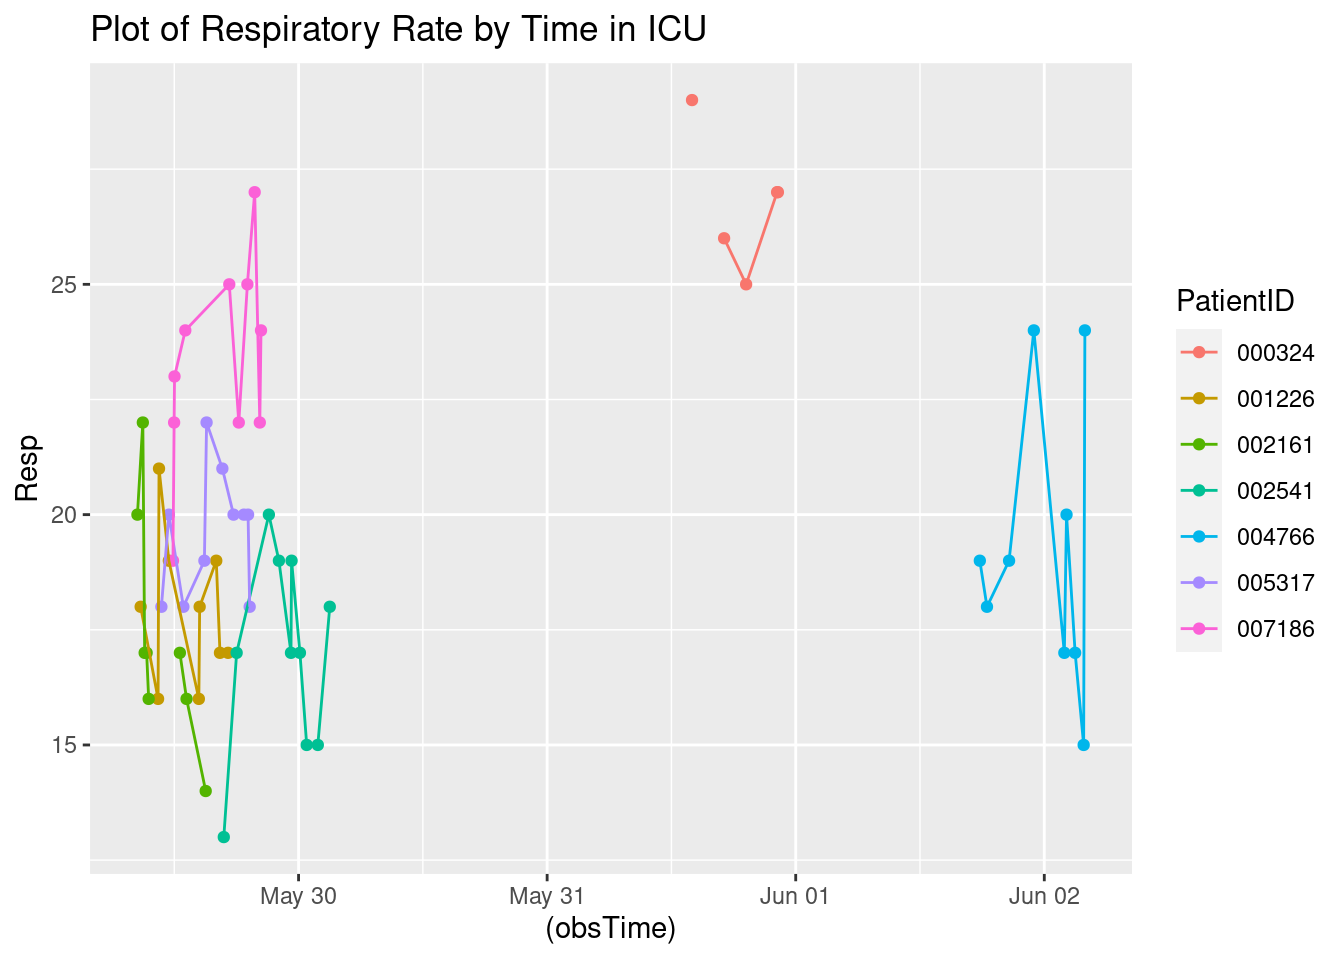 Plot of Respiratory Rate by Time in ICU
Resp
25
20
15
May 30
May 31
Jun 01
Jun 02
(obsTime)
PatientID
000324
001226
002161
002541
004766
005317
007186